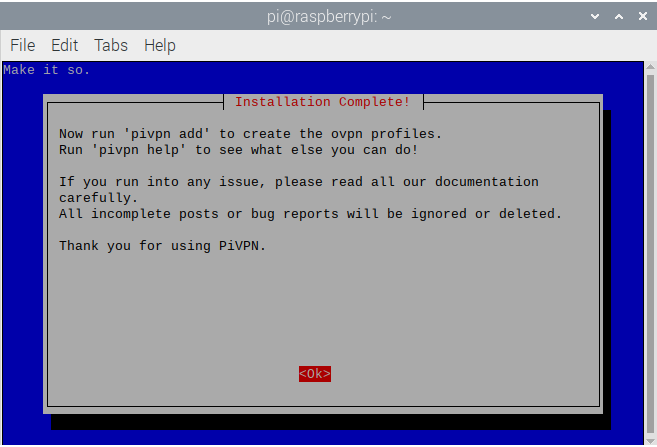 pi@raspberrypi: ~
File Edit Tabs Help
Make it so.
Installation Complete!
Now run 'pivpn add' to create the ovpn profiles.
Run 'pivpn help' to see what else you can do!
If you run into any issue, please read all our documentation
carefully.
All incomplete posts or bug reports will be ignored or deleted.
Thank you for using PiVPN.
<Ok>